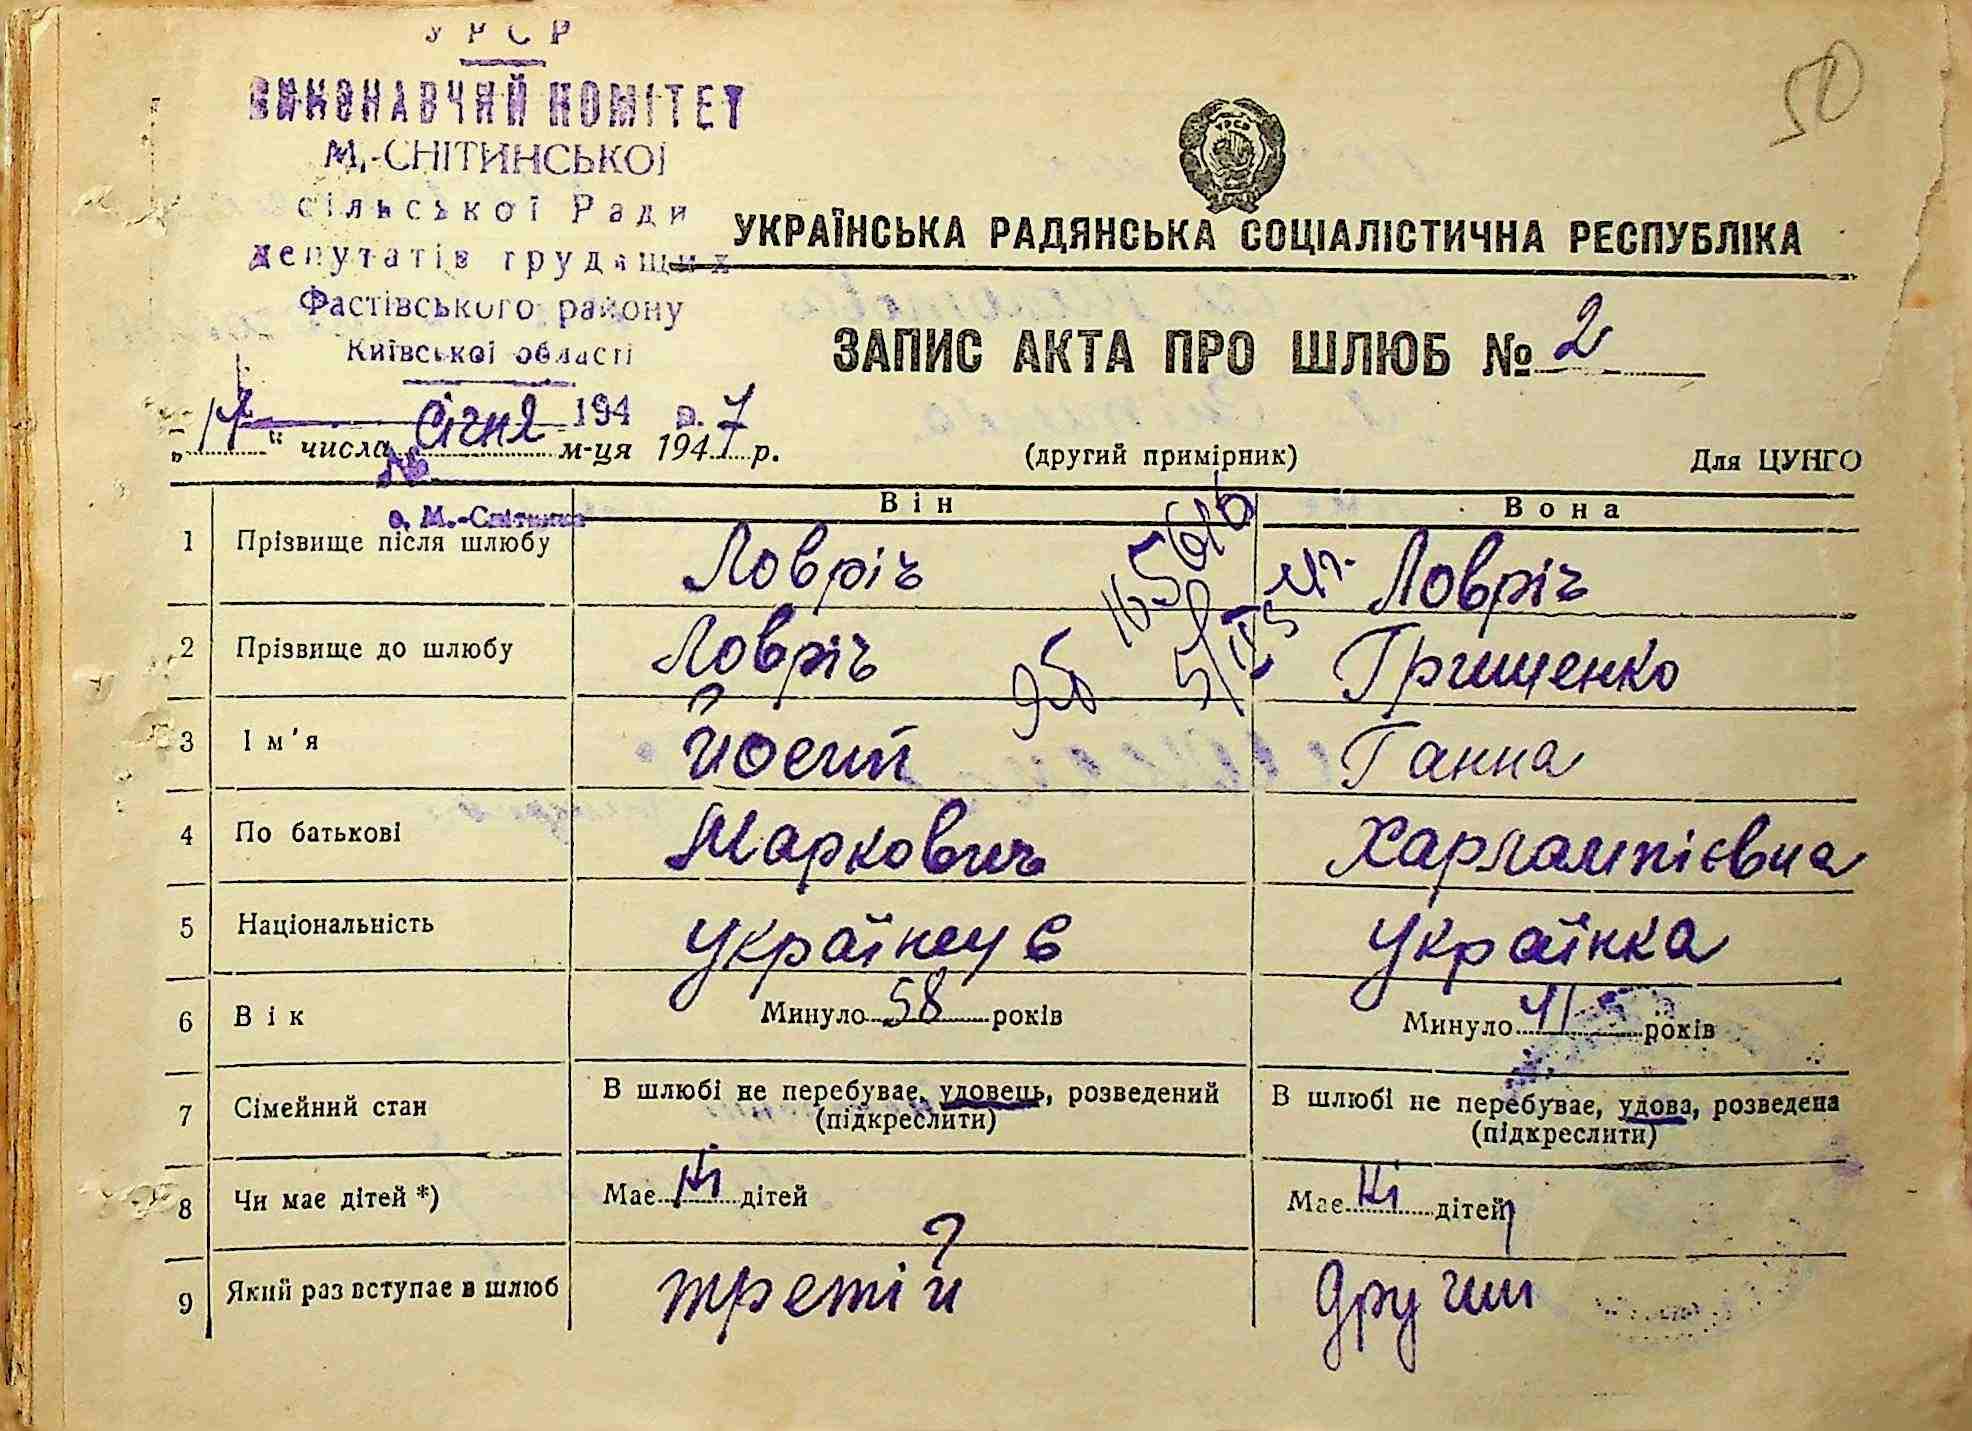 УРСР
ВИКОНАВЧИЙ КОМІТЕТ
М.-СНІТИНСЬКОЇ
сільської Ради
депутатів трудящих
Фастівського району
Київської області
194 р.
№
с. М.-Снітинка
50
УРСР
УКРАЇНСЬКА РАДЯНСЬКА СОЦІАЛІСТИЧНА РЕСПУБЛІКА
ЗАПИС АКТА ПРО ШЛЮБ № 2
„17“ числа січня м-ця 1947 р.
(другий примірник)
Для ЦУНГО
Він
Вона
1 Прізвище після шлюбу Ловріч Ловріч
2 Прізвище до шлюбу Ловріч Грищенко
3 Ім'я Йосип Ганна
4 По батькові Маркович Харлампієвна
5 Національність українец Українка
6 Вік Минуло 58 років Минуло 41 років
7 Сімейний стан В шлюбі не перебуває, удовець, розведений (підкреслити) В шлюбі не перебуває, удова, розведена (підкреслити)
8 Чи має дітей *) Має Ні дітей Має Ні дітей
9 Який раз вступає в шлюб третій другий